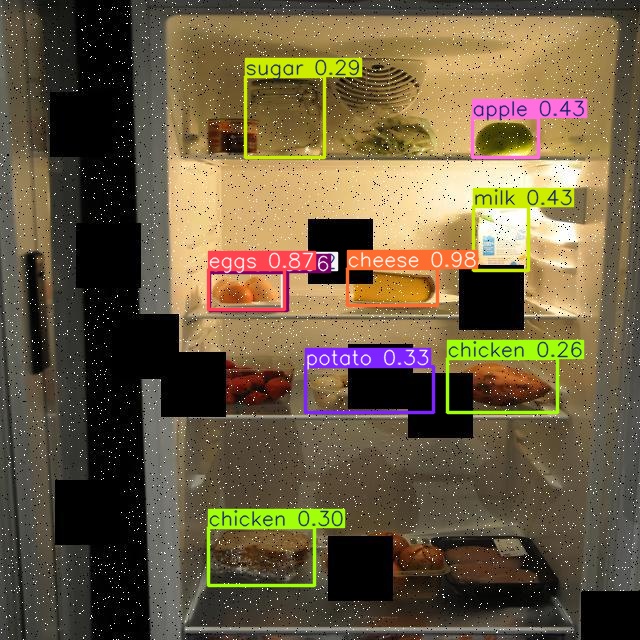 sugar 0.29
apple 0.43
milk 0.43
eggs 0.876
cheese 0.98
potato 0.33
chicken 0.26
chicken 0.30